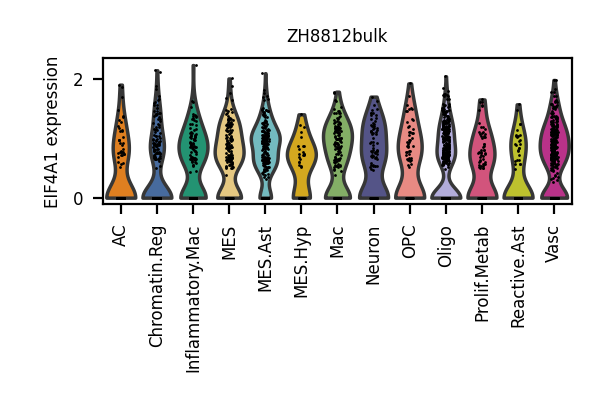 ZH8812bulk
EIF4A1 expression
2
0
AC
Chromatin.Reg
Inflammatory.Mac
MES
MES.Ast
MES.Hyp
Mac
Neuron
OPC
Oligo
Prolif.Metab
Reactive.Ast
Vasc